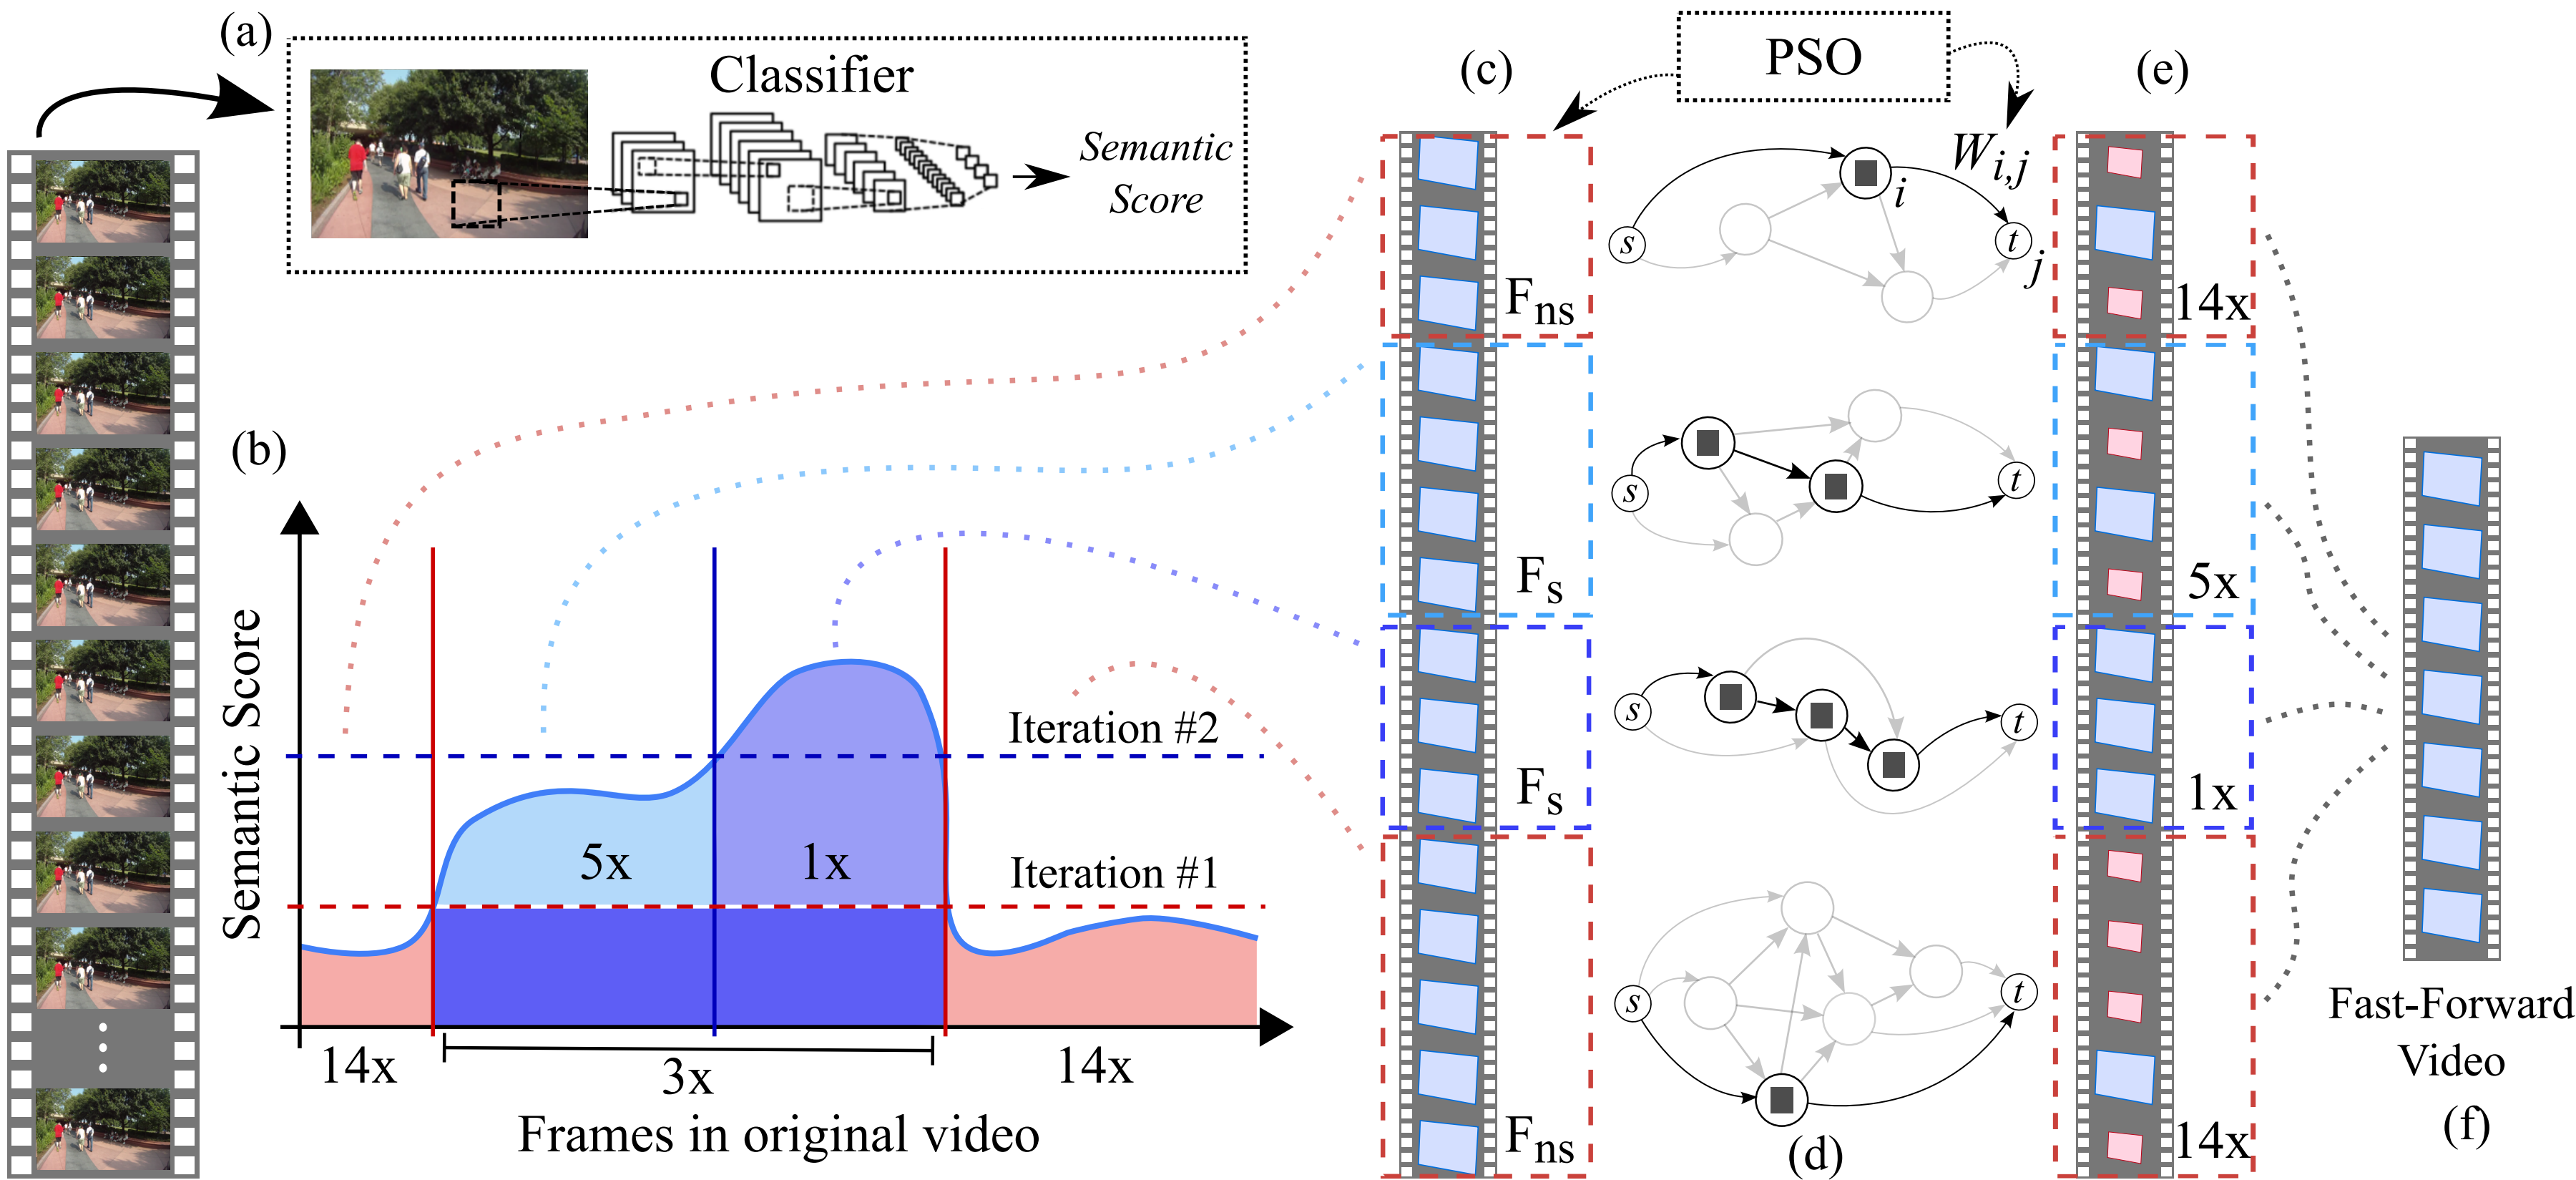 (a)
Classifier
Semantic
Score
(b)
Semantic Score
Iteration #2
Iteration #1
5x
1x
14x
3x
14x
Frames in original video
(c)
PSO
F_ns
F_s
F_s
F_ns
W_i,j
s
i
t
j
s
t
s
t
s
t
(d)
(e)
14x
5x
1x
14x
Fast-Forward
Video
(f)